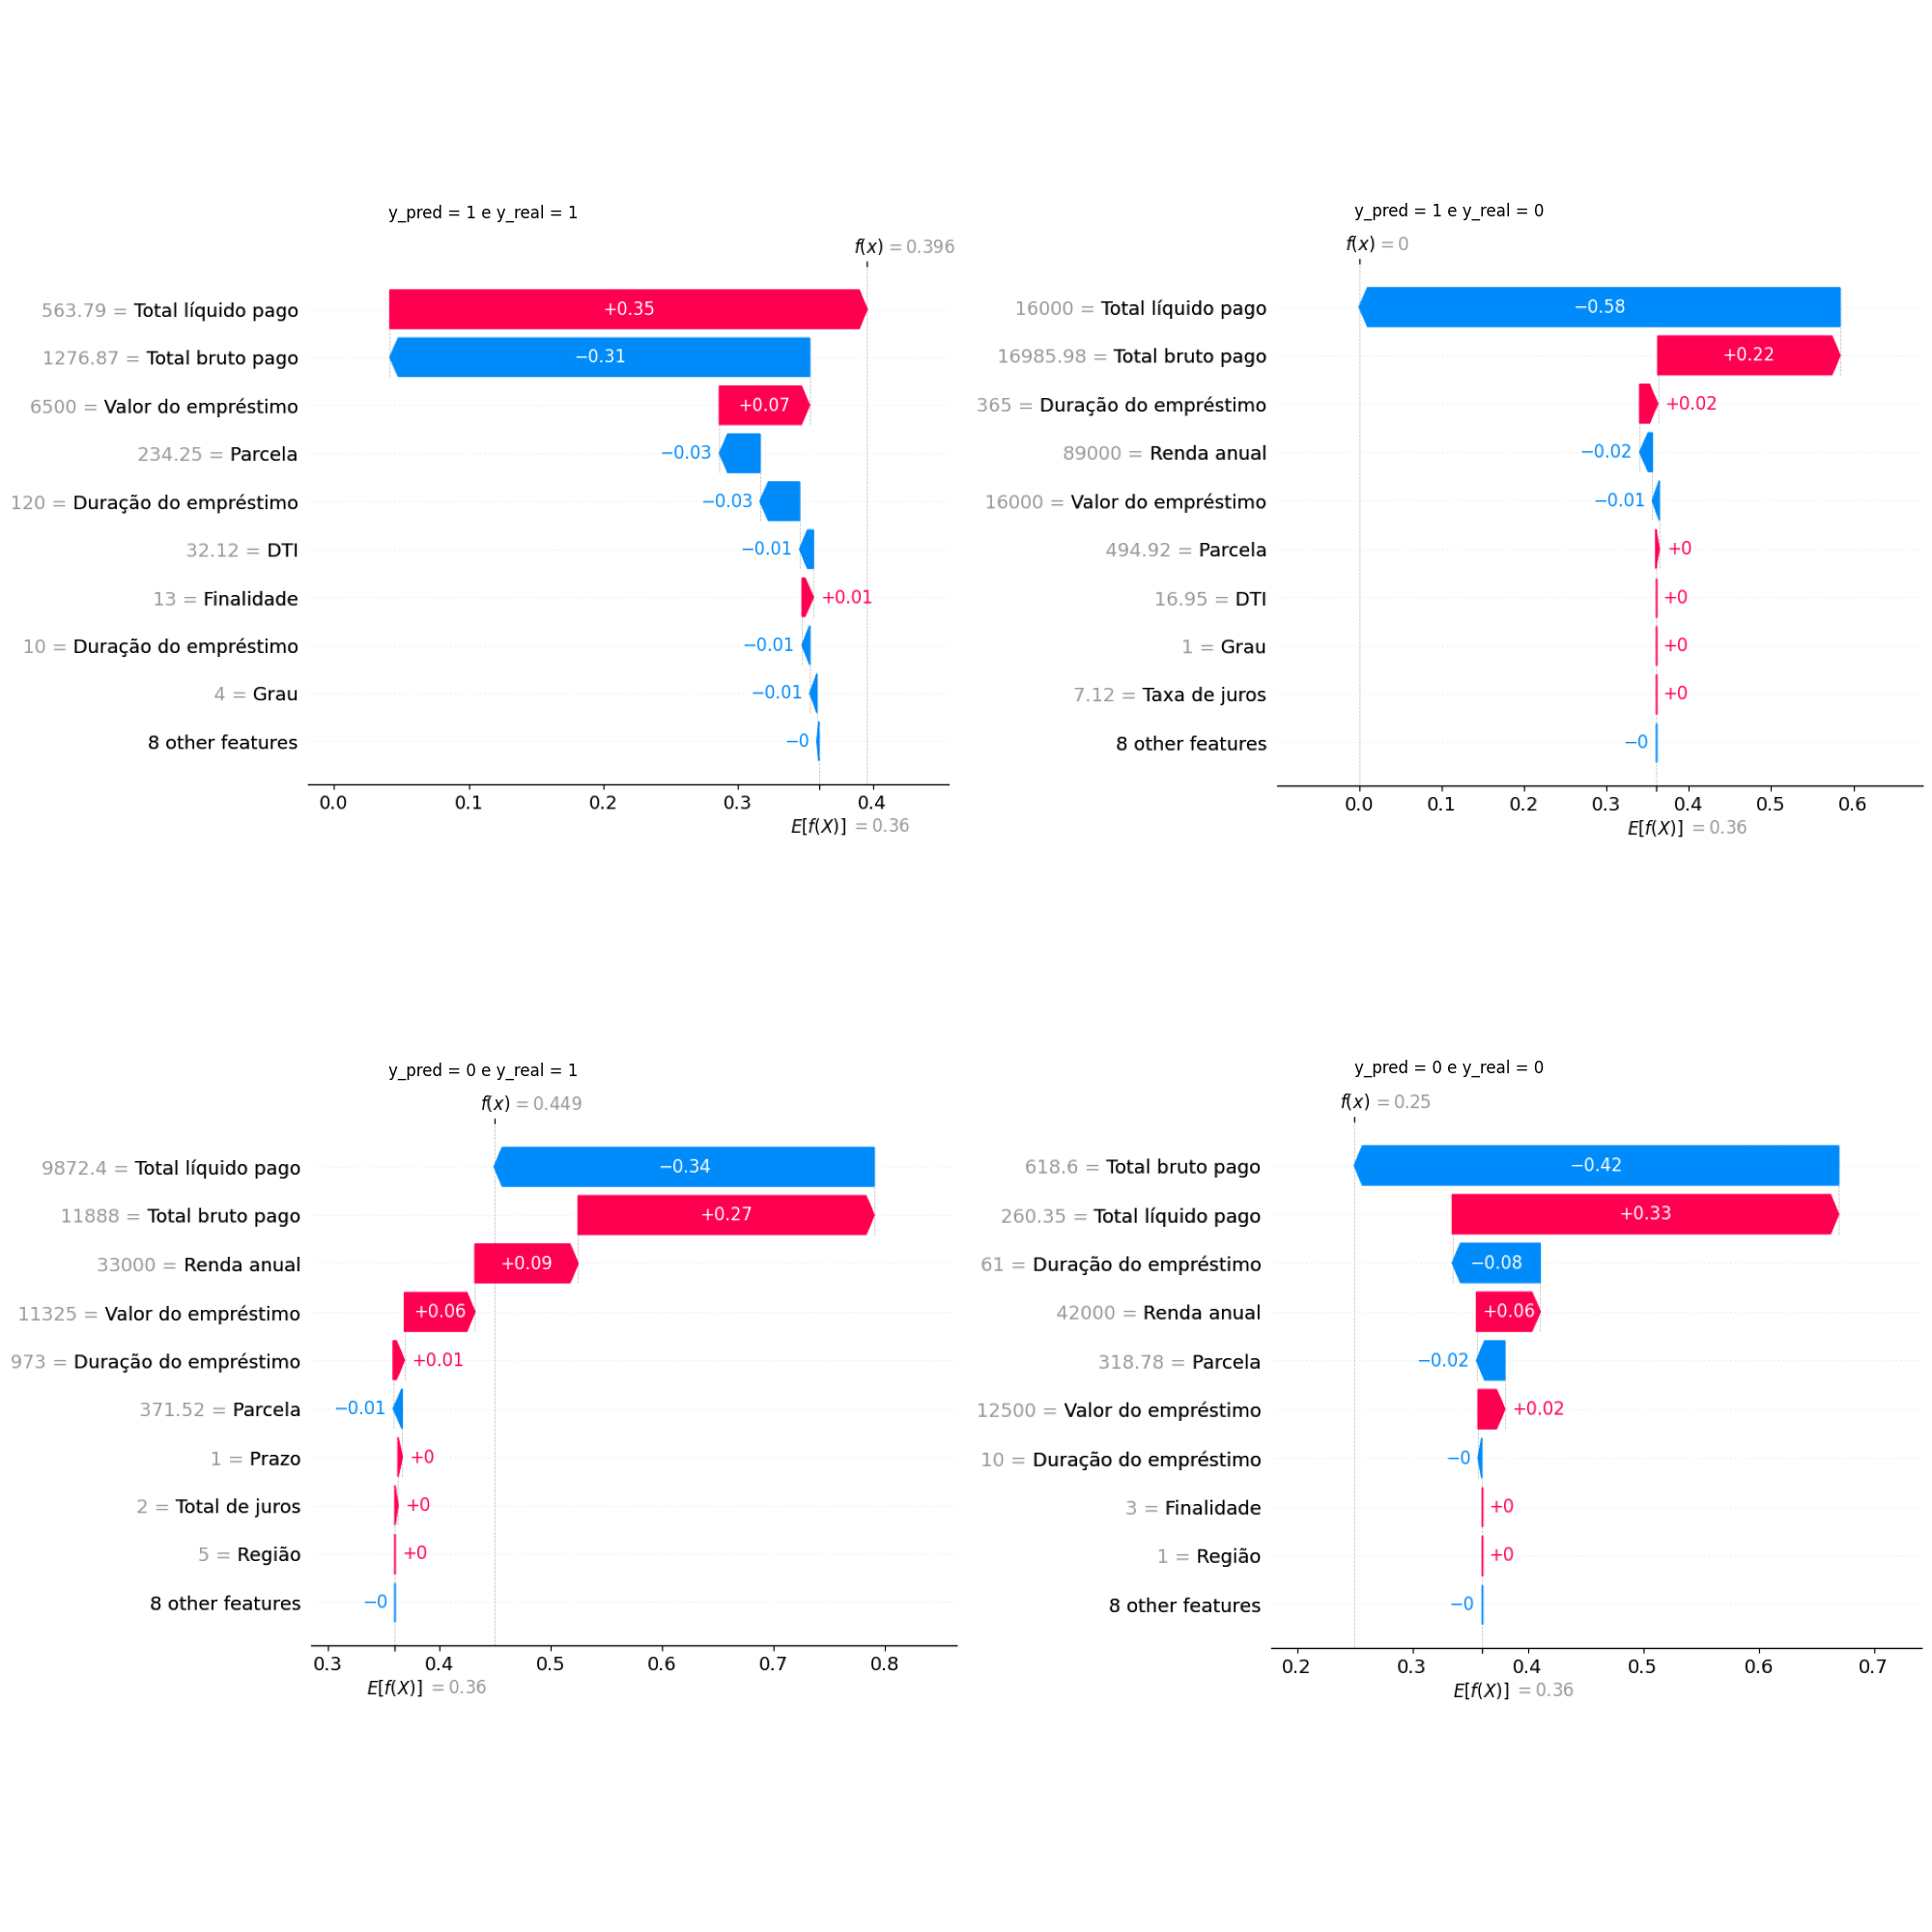 y_pred = 1 e y_real = 1
f(x) = 0.396
563.79 = Total líquido pago
+0.35
1276.87 = Total bruto pago
−0.31
6500 = Valor do empréstimo
+0.07
234.25 = Parcela
−0.03
120 = Duração do empréstimo
−0.03
32.12 = DTI
−0.01
13 = Finalidade
+0.01
10 = Duração do empréstimo
−0.01
4 = Grau
−0.01
8 other features
−0
0.0 0.1 0.2 0.3 0.4
E[f(X)] = 0.36
y_pred = 1 e y_real = 0
f(x) = 0
16000 = Total líquido pago
−0.58
16985.98 = Total bruto pago
+0.22
365 = Duração do empréstimo
+0.02
89000 = Renda anual
−0.02
16000 = Valor do empréstimo
−0.01
494.92 = Parcela
+0
16.95 = DTI
+0
1 = Grau
+0
7.12 = Taxa de juros
+0
8 other features
−0
0.0 0.1 0.2 0.3 0.4 0.5 0.6
E[f(X)] = 0.36
y_pred = 0 e y_real = 1
f(x) = 0.449
9872.4 = Total líquido pago
−0.34
11888 = Total bruto pago
+0.27
33000 = Renda anual
+0.09
11325 = Valor do empréstimo
+0.06
973 = Duração do empréstimo
+0.01
371.52 = Parcela
−0.01
1 = Prazo
+0
2 = Total de juros
+0
5 = Região
+0
8 other features
−0
0.3 0.4 0.5 0.6 0.7 0.8
E[f(X)] = 0.36
y_pred = 0 e y_real = 0
f(x) = 0.25
618.6 = Total bruto pago
−0.42
260.35 = Total líquido pago
+0.33
61 = Duração do empréstimo
−0.08
42000 = Renda anual
+0.06
318.78 = Parcela
−0.02
12500 = Valor do empréstimo
+0.02
10 = Duração do empréstimo
−0
3 = Finalidade
+0
1 = Região
+0
8 other features
−0
0.2 0.3 0.4 0.5 0.6 0.7
E[f(X)] = 0.36